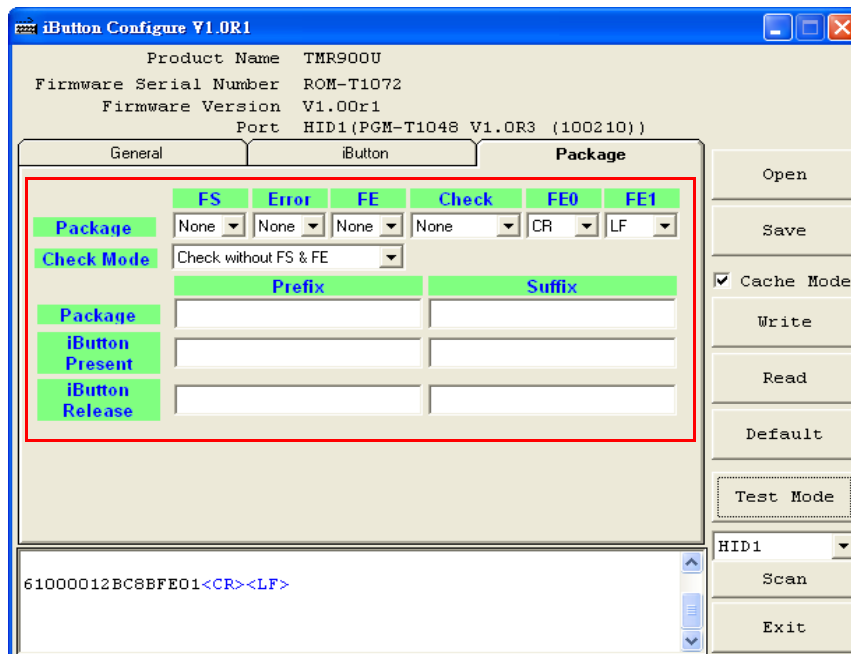 iButton Configure V1.0R1
Product Name TMR900U
Firmware Serial Number ROM-T1072
Firmware Version V1.00r1
Port HID1(PGM-T1048 V1.0R3 (100210))
General iButton Package
FS Error FE Check FE0 FE1
Package None None None None CR LF
Check Mode Check without FS & FE
Prefix Suffix
Package
iButton
Present
iButton
Release
Open
Save
Cache Mode
Write
Read
Default
Test Mode
HID1
Scan
Exit
61000012BC8BFE01<CR><LF>